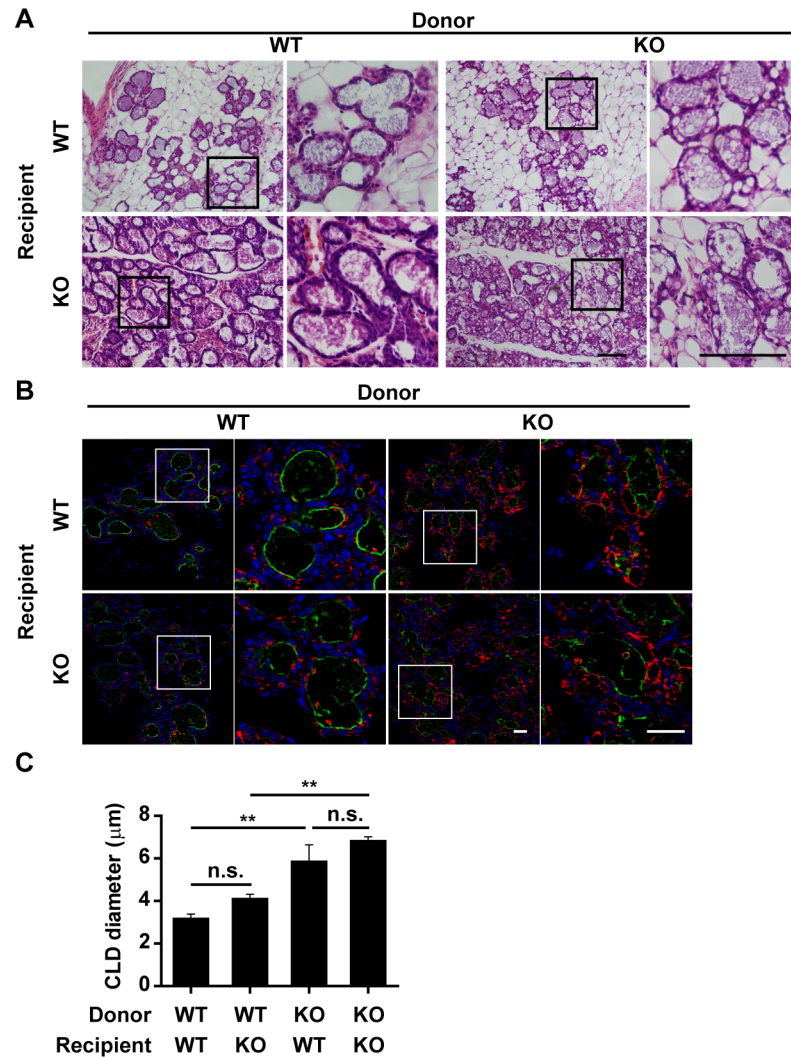 A
Donor
WT KO
Recipient
WT
KO
B
Donor
WT KO
Recipient
WT
KO
C
CLD diameter (μm)
8
6
4
2
0
**
**
n.s.
n.s.
Donor WT WT KO KO
Recipient WT KO WT KO